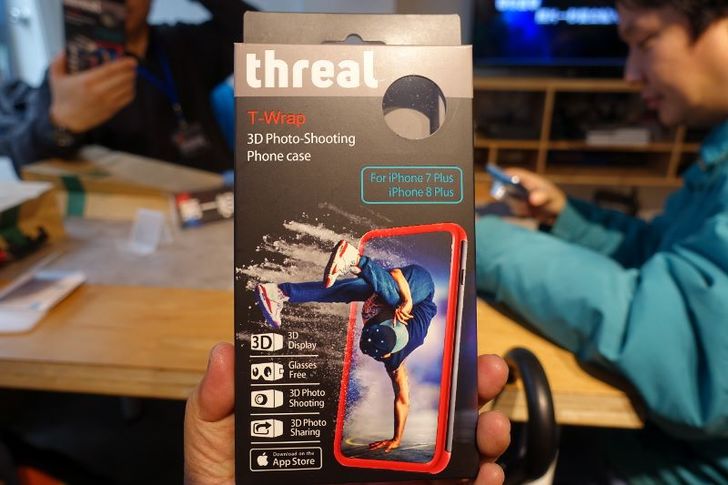 threal
T-Wrap
3D Photo-Shooting
Phone case
For iPhone 7 Plus
iPhone 8 Plus
3D
3D
Display
Glasses
Free
3D Photo
Shooting
3D Photo
Sharing
Download on the
App Store